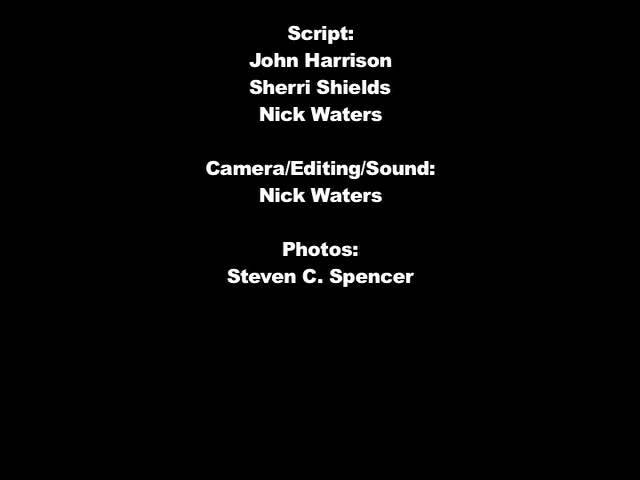 Script:
John Harrison
Sherri Shields
Nick Waters
Camera/Editing/Sound:
Nick Waters
Photos:
Steven C. Spencer